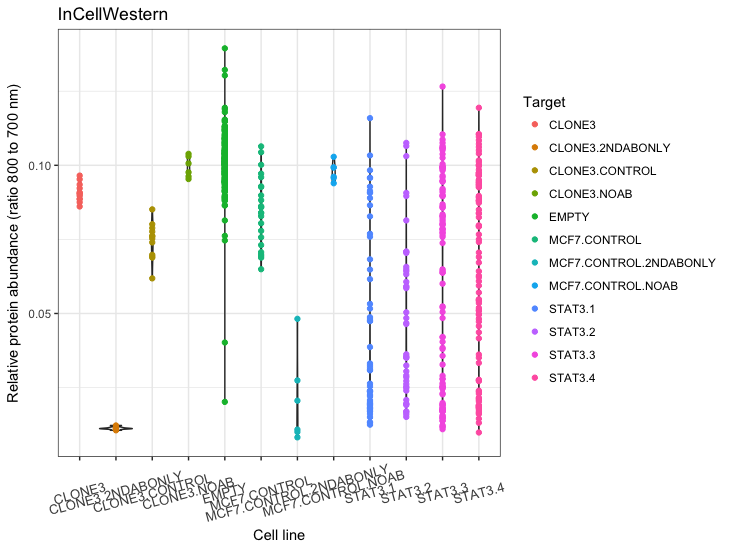 InCellWestern
Relative protein abundance (ratio 800 to 700 nm)
0.10
0.05
CLONE3
CLONE3.2NDABONLY
CLONE3.CONTROL
CLONE3.NOAB
EMPTY
MCF7.CONTROL
MCF7.CONTROL.2NDABONLY
MCF7.CONTROL.NOAB
STAT3.1
STAT3.2
STAT3.3
STAT3.4
Cell line
Target
CLONE3
CLONE3.2NDABONLY
CLONE3.CONTROL
CLONE3.NOAB
EMPTY
MCF7.CONTROL
MCF7.CONTROL.2NDABONLY
MCF7.CONTROL.NOAB
STAT3.1
STAT3.2
STAT3.3
STAT3.4